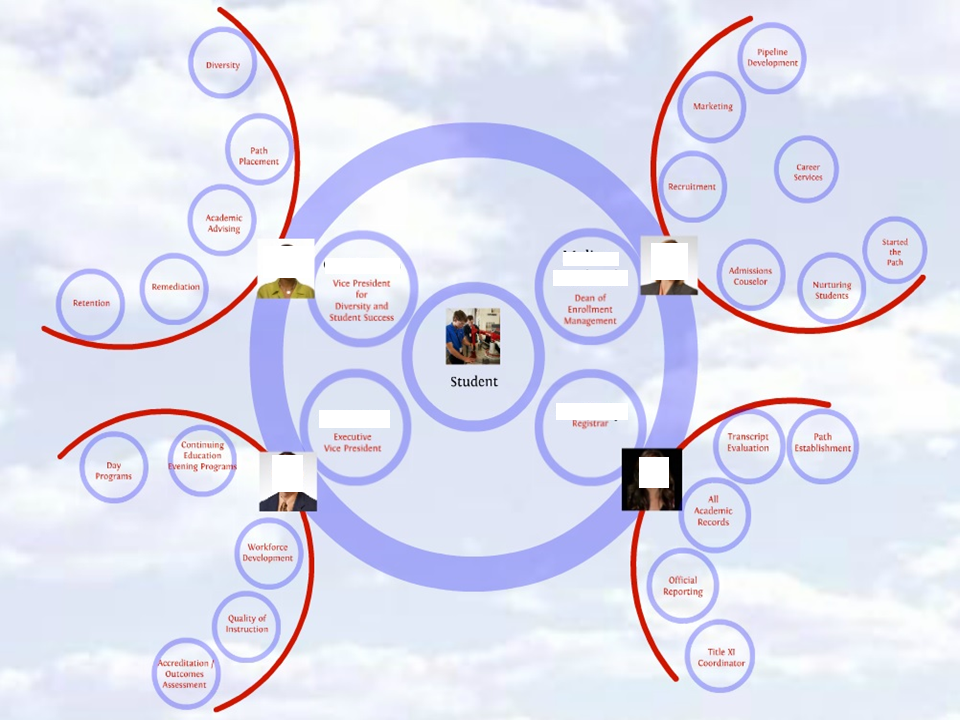 Diversity
Path
Placement
Academic
Advising
Remediation
Retention
Pipeline
Development
Marketing
Recruitment
Career
Services
Started
the
Path
Admissions
Couselor
Nurturing
Students
Vice President
for
Diversity and
Student Success
Dean of
Enrollment
Management
Student
Executive
Vice President
Registrar
Day
Programs
Continuing
Education
Evening Programs
Workforce
Development
Quality of
Instruction
Accreditation /
Outcomes
Assessment
Transcript
Evaluation
Path
Establishment
All
Academic
Records
Official
Reporting
Title XI
Coordinator